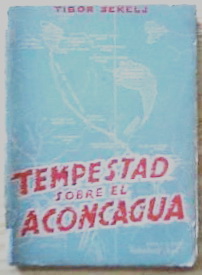 TIBOR SEKELJ
TEMPESTAD
SOBRE EL
ACONCAGUA